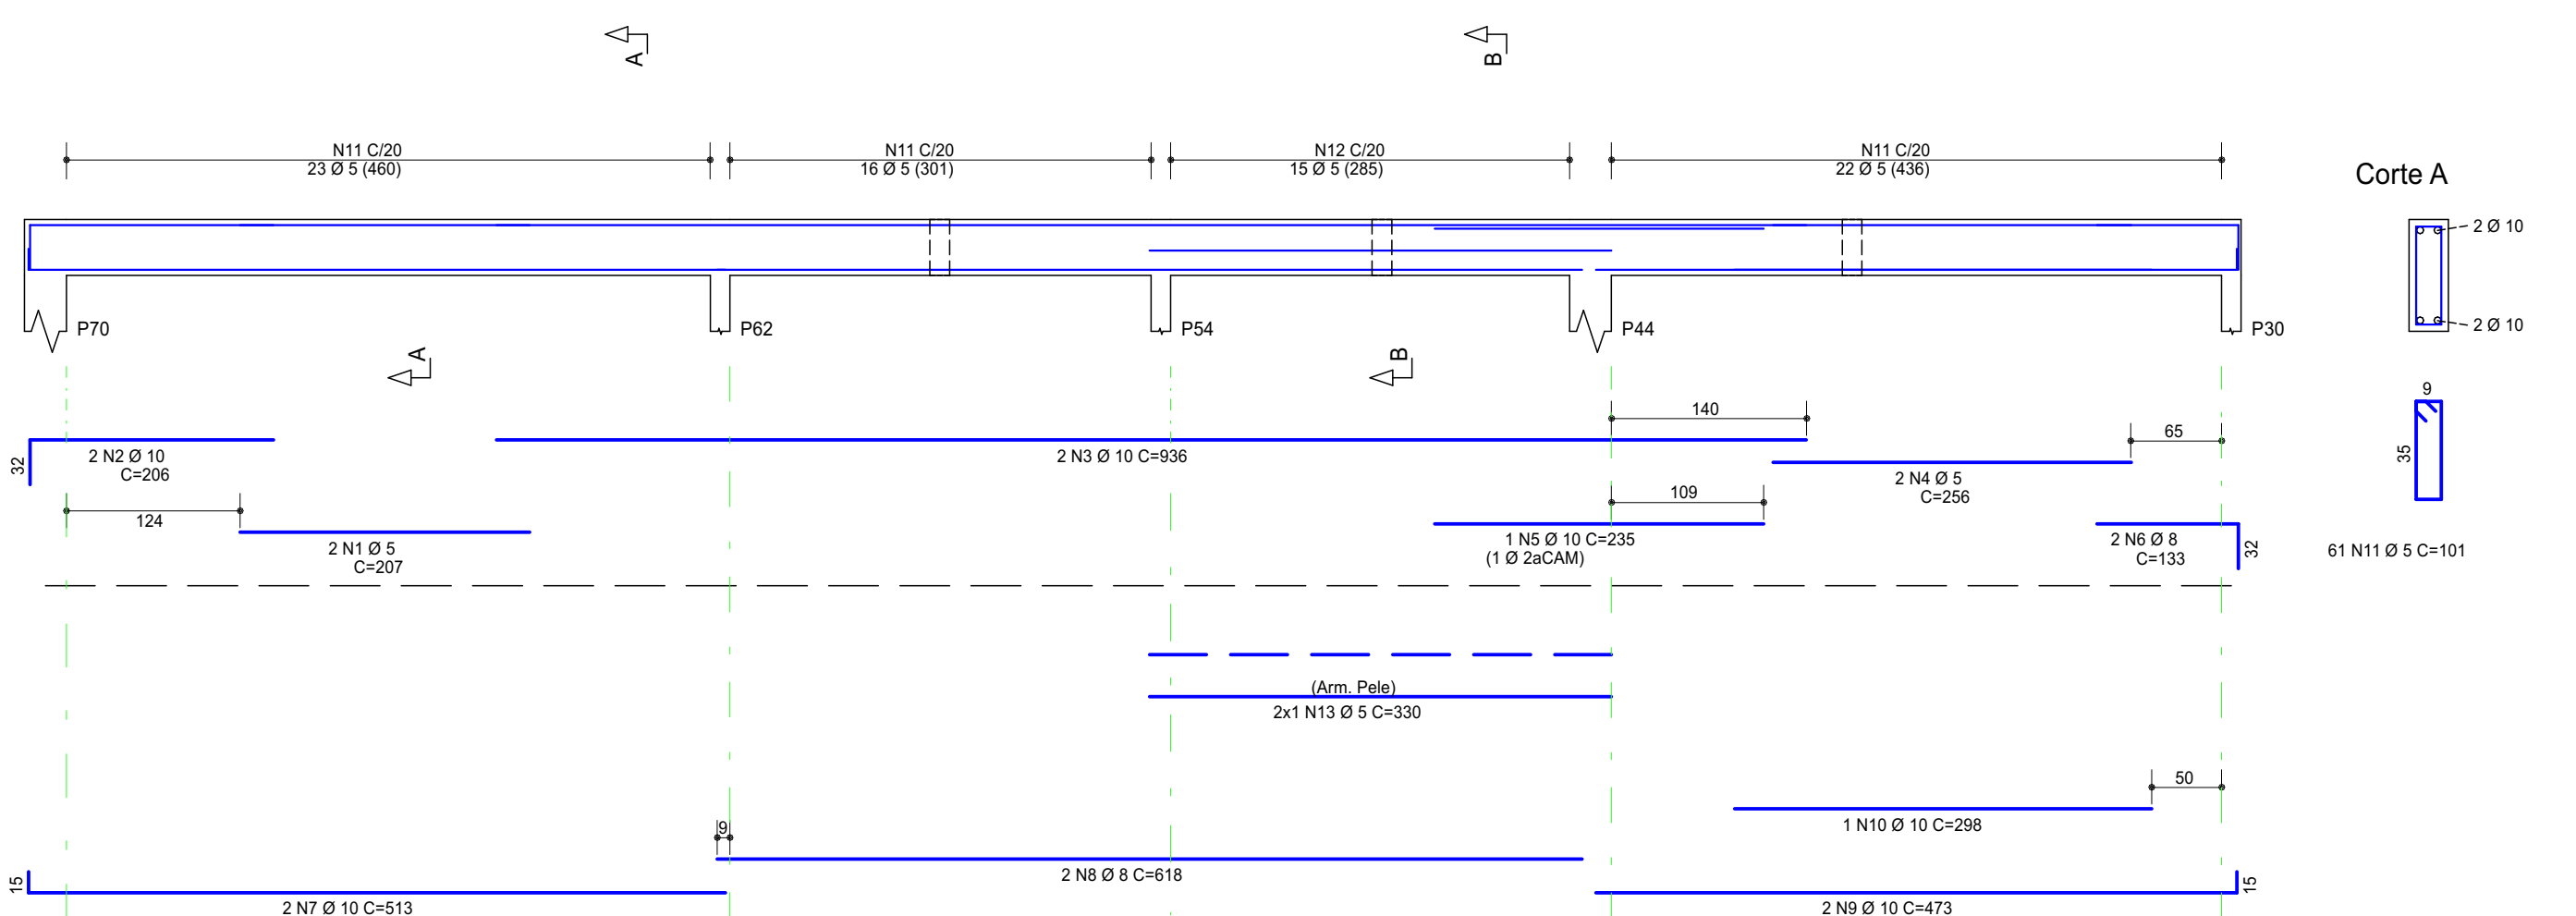 A
B
N11 C/20
23 Ø 5 (460)
N11 C/20
16 Ø 5 (301)
N12 C/20
15 Ø 5 (285)
N11 C/20
22 Ø 5 (436)
Corte A
2 Ø 10
2 Ø 10
P70
P62
P54
P44
P30
A
B
9
35
61 N11 Ø 5 C=101
140
65
32
2 N2 Ø 10
C=206
2 N3 Ø 10 C=936
2 N4 Ø 5
C=256
124
109
2 N1 Ø 5
C=207
1 N5 Ø 10 C=235
(1 Ø 2aCAM)
2 N6 Ø 8
C=133
32
(Arm. Pele)
2x1 N13 Ø 5 C=330
50
1 N10 Ø 10 C=298
9
2 N8 Ø 8 C=618
15
2 N7 Ø 10 C=513
2 N9 Ø 10 C=473
15